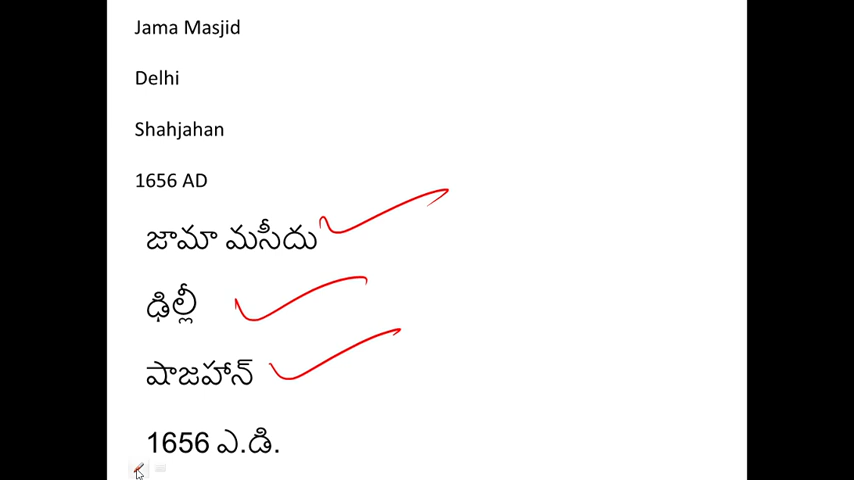 Jama Masjid
Delhi
Shahjahan
1656 AD
జామా మసీదు
ఢిల్లీ
షాజహాన్
1656 ఎ.డి.